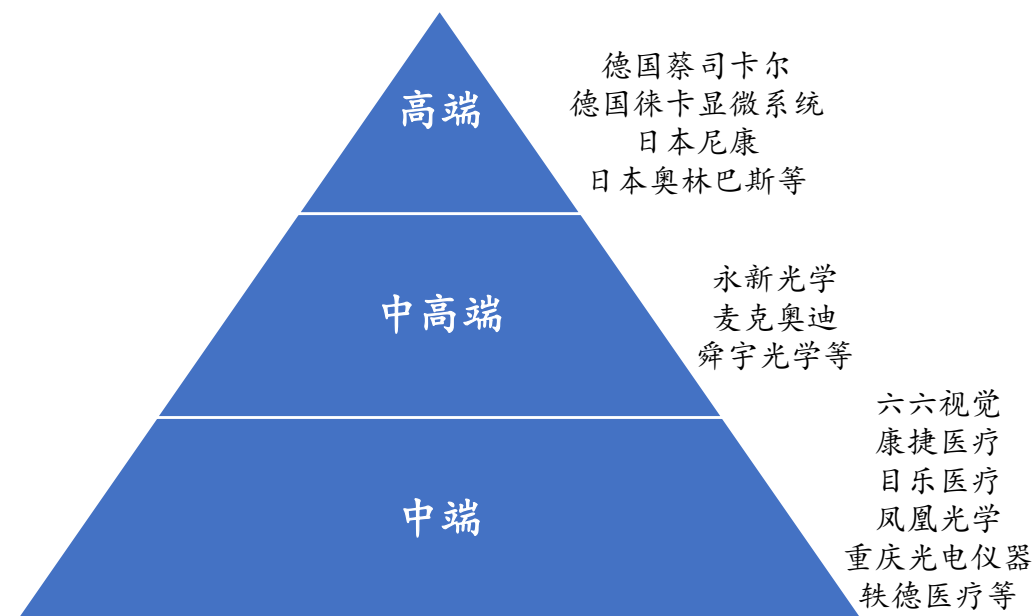 高端
德国蔡司卡尔
德国徕卡显微系统
日本尼康
日本奥林巴斯等
中高端
永新光学
麦克奥迪
舜宇光学等
中端
六六视觉
康捷医疗
目乐医疗
凤凰光学
重庆光电仪器
轶德医疗等